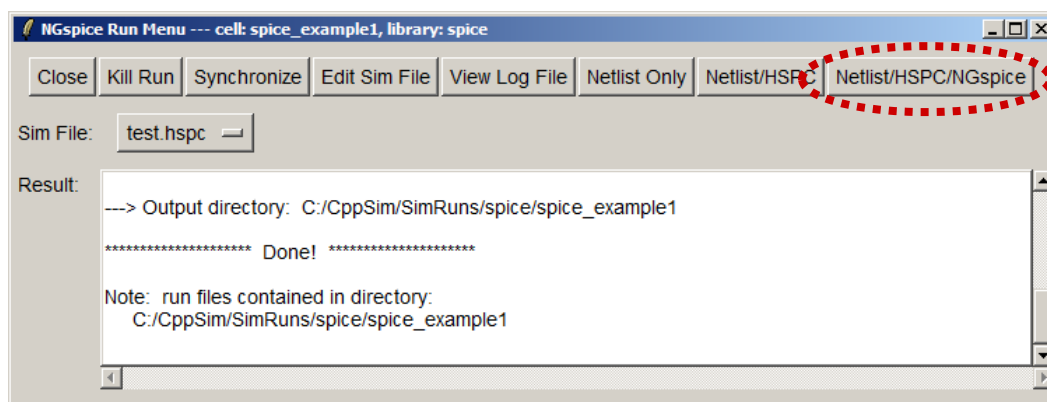 NGspice Run Menu --- cell: spice_example1, library: spice
Close Kill Run Synchronize Edit Sim File View Log File Netlist Only Netlist/HSPC Netlist/HSPC/NGspice
Sim File: test.hspc
Result:
---> Output directory: C:/CppSim/SimRuns/spice/spice_example1
********************* Done! *********************
Note: run files contained in directory:
C:/CppSim/SimRuns/spice/spice_example1